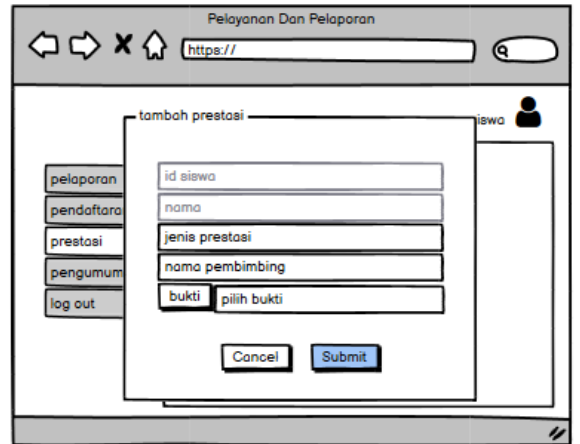 Pelayanan Dan Pelaporan
https://
tambah prestasi
iswa
pelaporan
pendaftara
prestasi
pengumum
log out
id siswa
nama
jenis prestasi
nama pembimbing
bukti
pilih bukti
Cancel
Submit